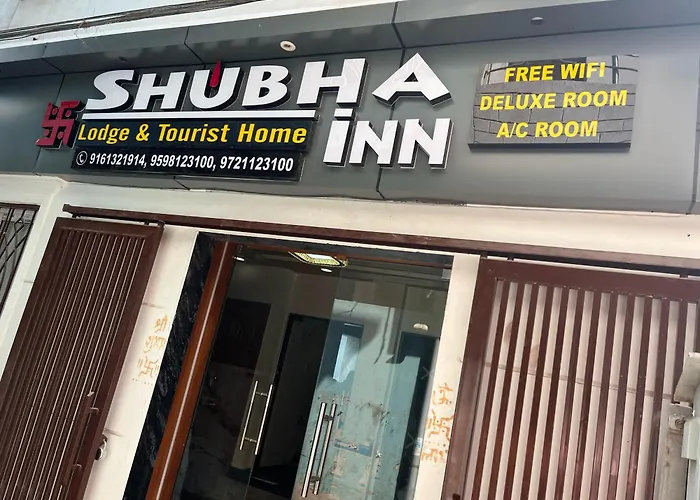 SHUBHA
Lodge & Tourist Home
INN
9161321914, 9598123100, 9721123100
FREE WIFI
DELUXE ROOM
A/C ROOM